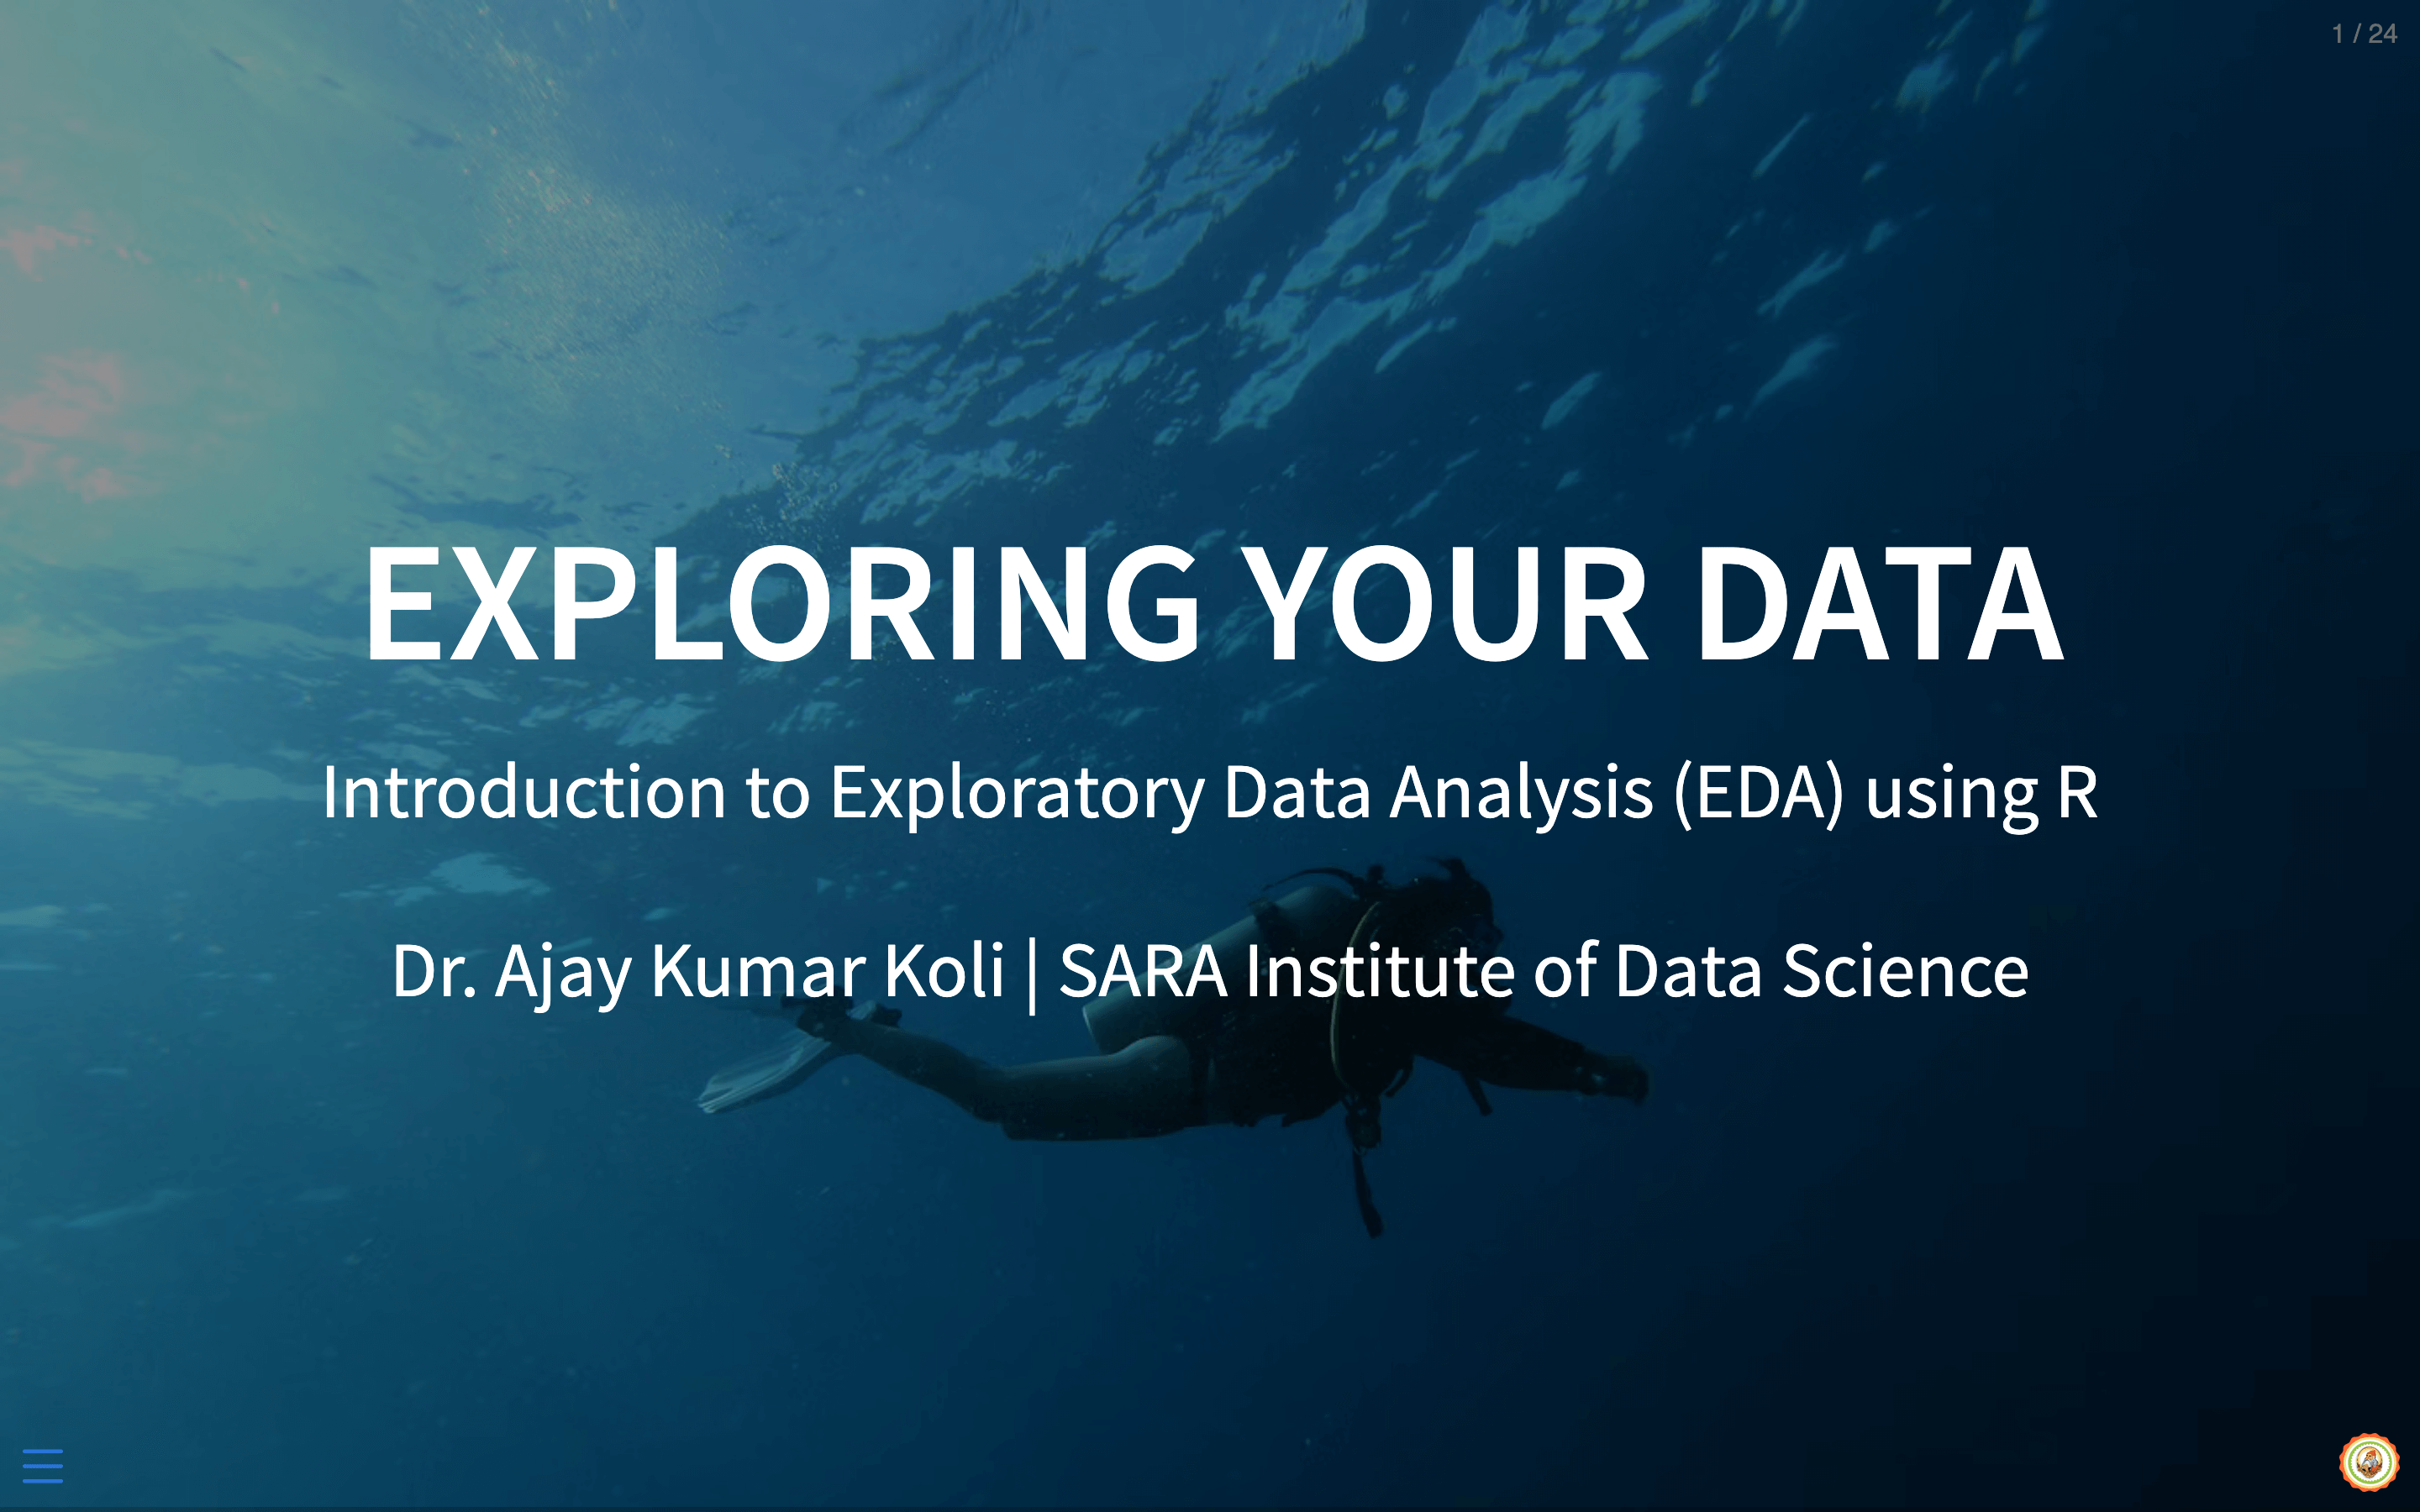 1 / 24
EXPLORING YOUR DATA
Introduction to Exploratory Data Analysis (EDA) using R
Dr. Ajay Kumar Koli | SARA Institute of Data Science